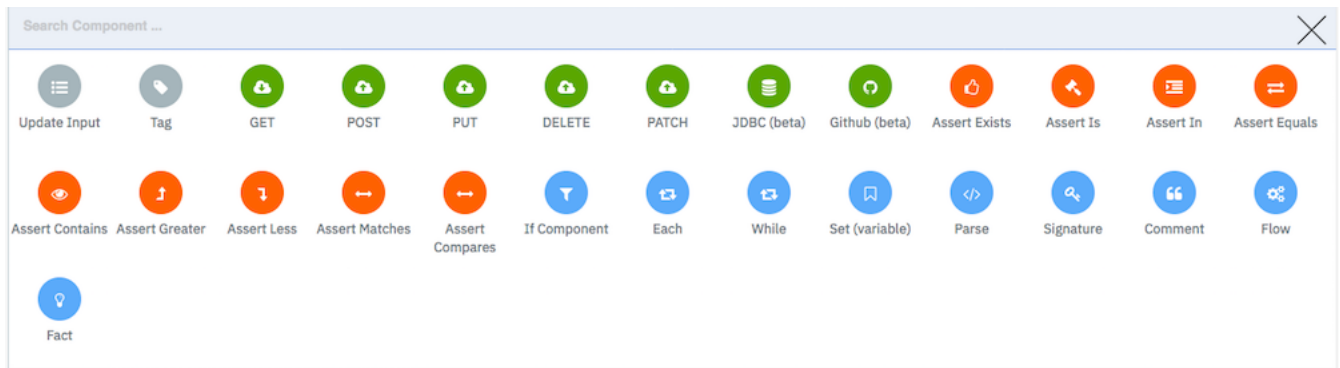 Search Component ...
Update Input
Tag
GET
POST
PUT
DELETE
PATCH
JDBC (beta)
Github (beta)
Assert Exists
Assert Is
Assert In
Assert Equals
Assert Contains
Assert Greater
Assert Less
Assert Matches
Assert
Compares
If Component
Each
While
Set (variable)
Parse
Signature
Comment
Flow
Fact